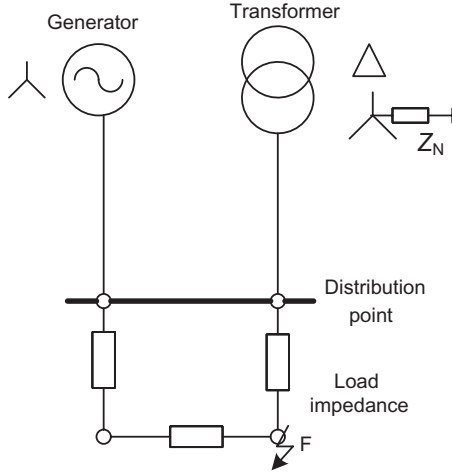 Generator
Transformer
Z_N
Distribution
point
Load
impedance
F